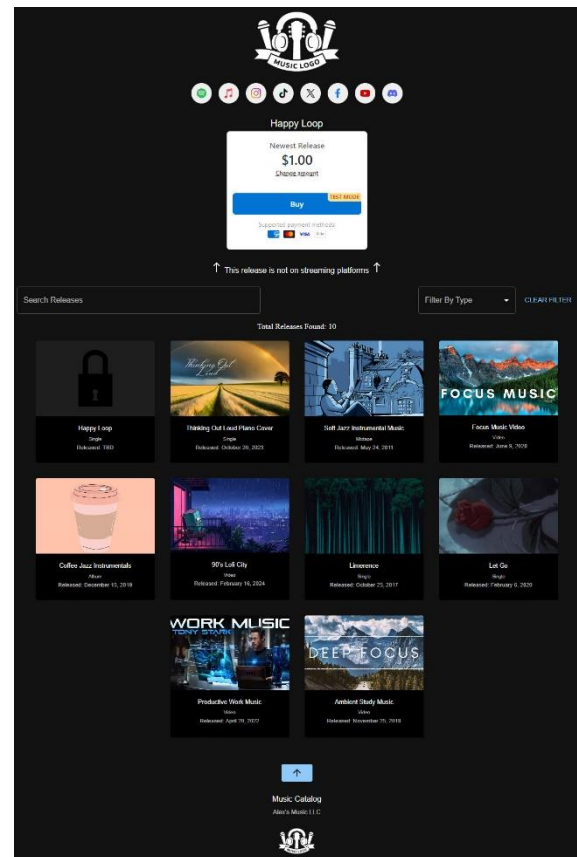 MUSIC LOGO
Happy Loop
Newest Release
$1.00
Change amount
TEST MODE
Buy
Supported payment methods
VISA
↑ This release is not on streaming platforms ↑
Search Releases
Filter By Type
CLEAR FILTER
Total Releases Found: 10
Thinking Out Loud
FOCUS MUSIC
Happy Loop
Single
Released: TBD
Thinking Out Loud Piano Cover
Single
Released: October 20, 2023
Soft Jazz Instrumental Music
Mixtape
Released: May 24, 2011
Focus Music Video
Video
Released: June 8, 2020
Coffee Jazz Instrumentals
Album
Released: December 13, 2019
90's Lofi City
Video
Released: February 16, 2024
Limerence
Single
Released: October 23, 2017
Let Go
Single
Released: February 6, 2020
WORK MUSIC
TONY STARK
DEEP FOCUS
Productive Work Music
Video
Released: April 20, 2022
Ambient Study Music
Video
Released: November 25, 2018
Music Catalog
Alex's Music LLC